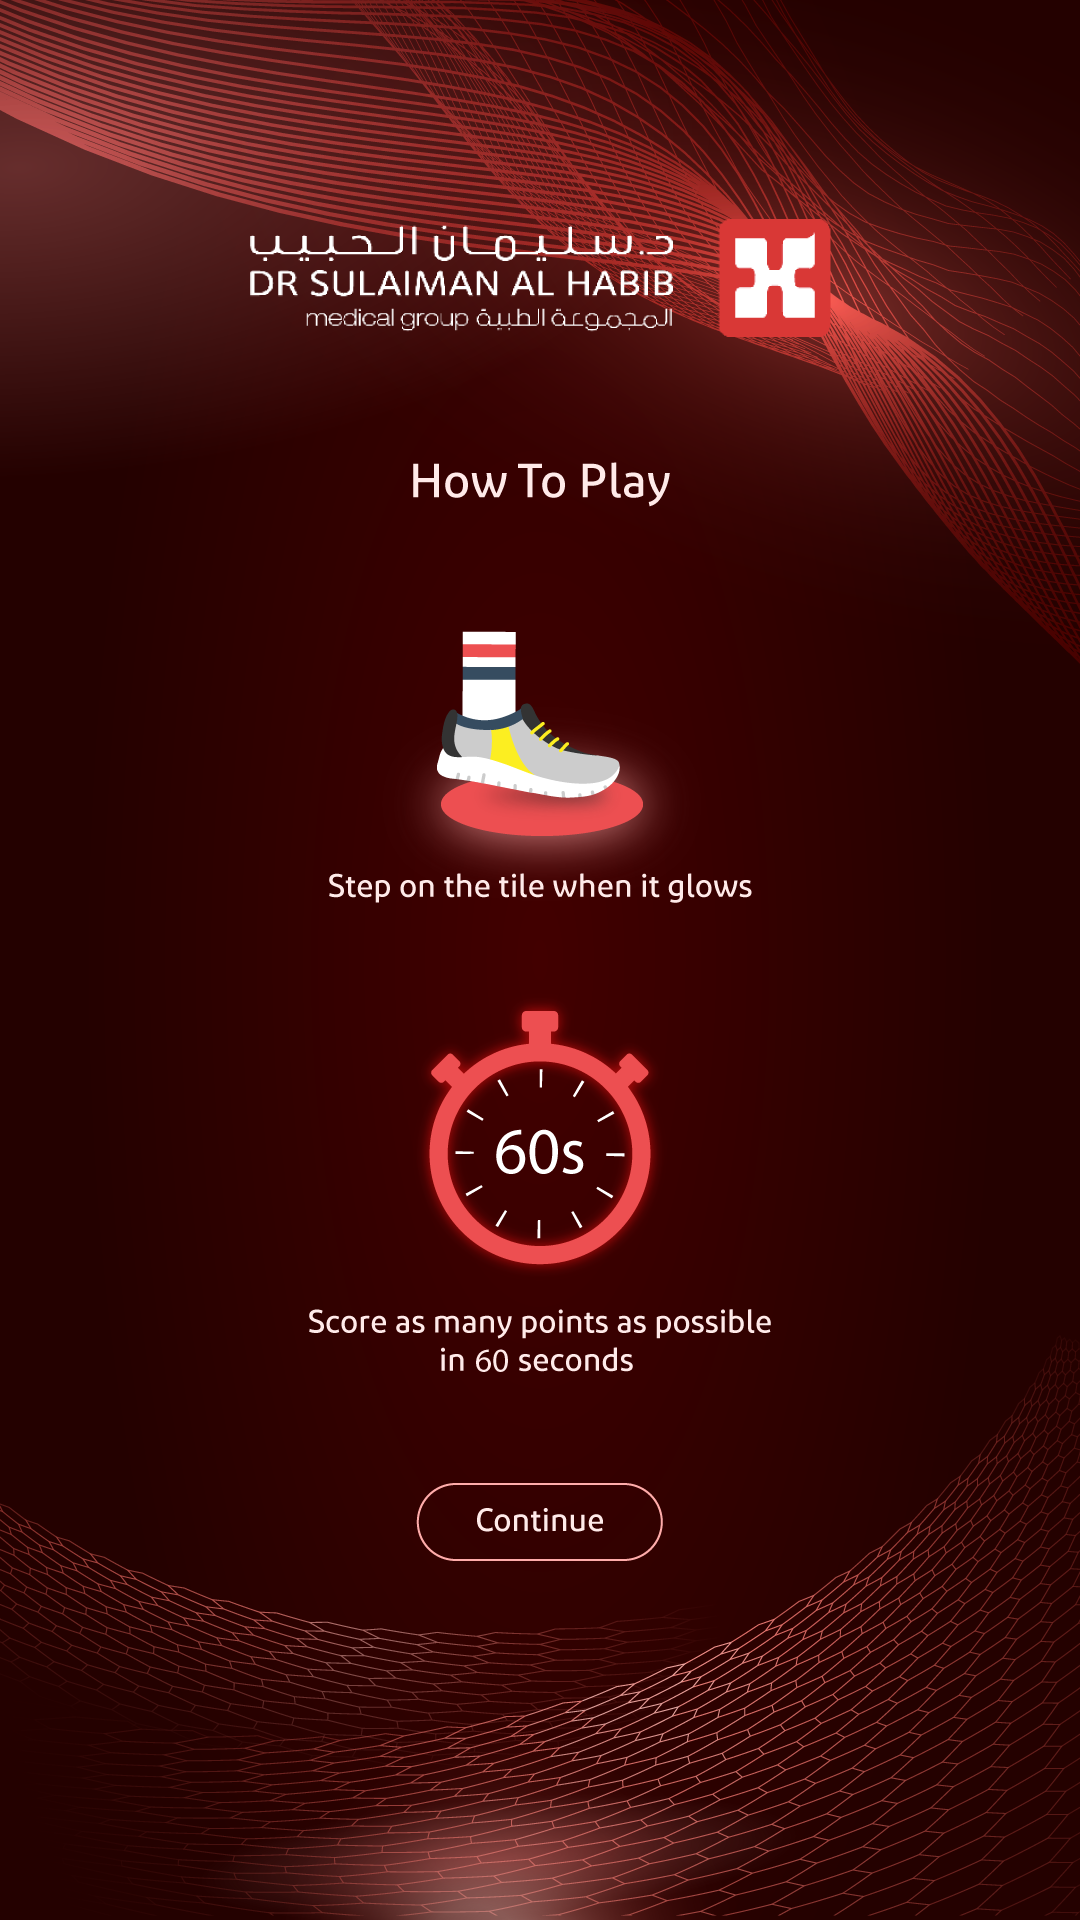 د.سليمان الحبيب
DR SULAIMAN AL HABIB
medical group المجموعة الطبية
How To Play
Step on the tile when it glows
60s
Score as many points as possible
in 60 seconds
Continue